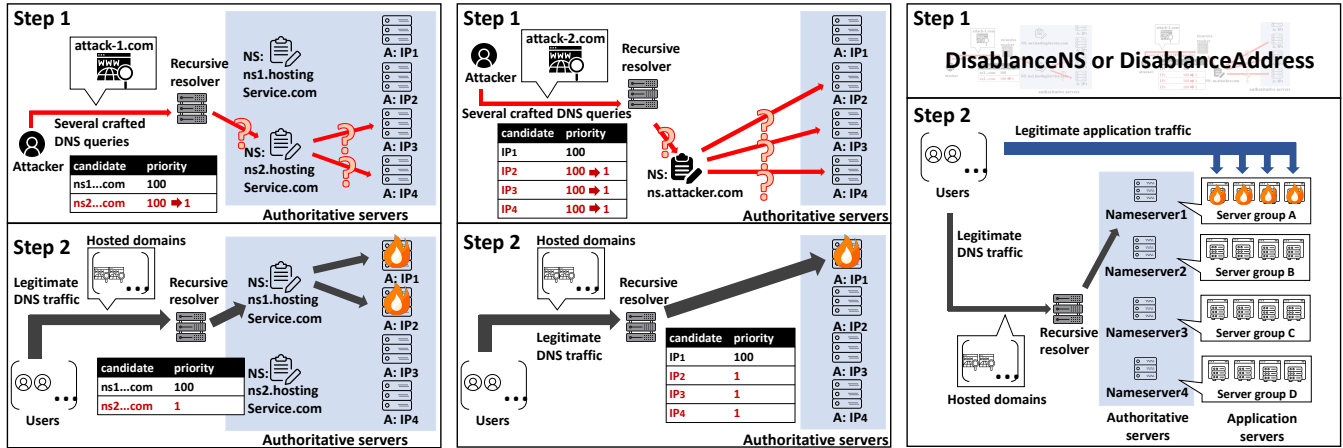 Step 1
attack-1.com
WWW
Recursive
resolver
Several crafted
DNS queries
Attacker
candidate priority
ns1...com 100
ns2...com 100 ➡ 1
NS:
ns1.hosting
Service.com
NS:
ns2.hosting
Service.com
A: IP1
A: IP2
A: IP3
A: IP4
Authoritative servers
Step 2
Hosted domains
...
Legitimate
DNS traffic
Recursive
resolver
Users
candidate priority
ns1...com 100
ns2...com 1
NS:
ns1.hosting
Service.com
NS:
ns2.hosting
Service.com
A: IP1
A: IP2
A: IP3
A: IP4
Authoritative servers
Step 1
attack-2.com
WWW
Attacker
Recursive
resolver
Several crafted DNS queries
candidate priority
IP1 100
IP2 100 ➡ 1
IP3 100 ➡ 1
IP4 100 ➡ 1
NS:
ns.attacker.com
A: IP1
A: IP2
A: IP3
A: IP4
Authoritative servers
Step 2
Hosted domains
...
Recursive
resolver
Legitimate
DNS traffic
Users
candidate priority
IP1 100
IP2 1
IP3 1
IP4 1
A: IP1
A: IP2
A: IP3
A: IP4
Authoritative servers
Step 1
DisablanceNS or DisablanceAddress
Step 2
Legitimate application traffic
Users
Legitimate
DNS traffic
Recursive
resolver
Hosted domains
...
Nameserver1
Nameserver2
Nameserver3
Nameserver4
Server group A
Server group B
Server group C
Server group D
Authoritative
servers
Application
servers